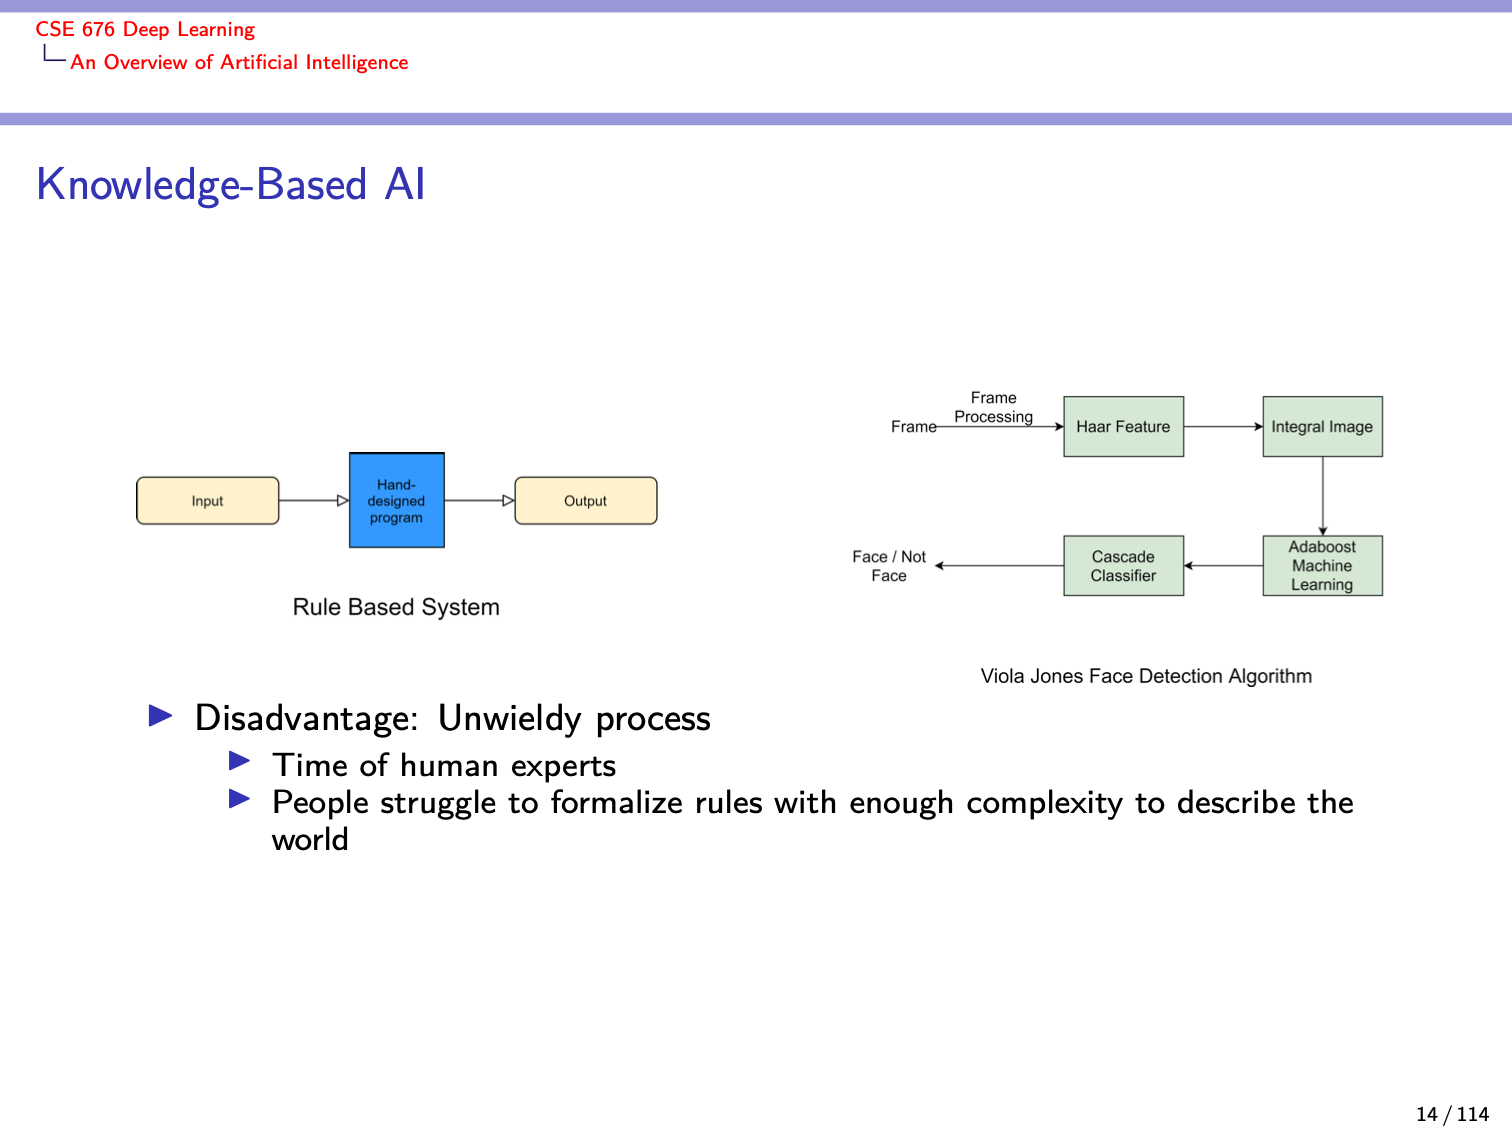 CSE 676 Deep Learning
An Overview of Artificial Intelligence
Knowledge-Based AI
Input
Hand-
designed
program
Output
Rule Based System
Frame
Frame
Processing
Haar Feature
Integral Image
Adaboost
Machine
Learning
Cascade
Classifier
Face / Not
Face
Viola Jones Face Detection Algorithm
Disadvantage: Unwieldy process
Time of human experts
People struggle to formalize rules with enough complexity to describe the
world
14 / 114